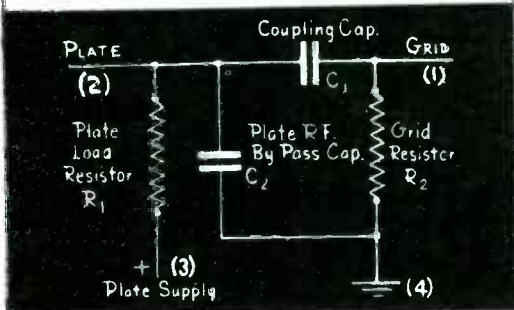 Coupling Cap.
PLATE
GRID
(2)
(1)
C1
Plate
Load
Resistor
R1
Plate R.F.
By Pass Cap.
C2
Grid
Resistor
R2
+ (3)
Plate Supply
(4)